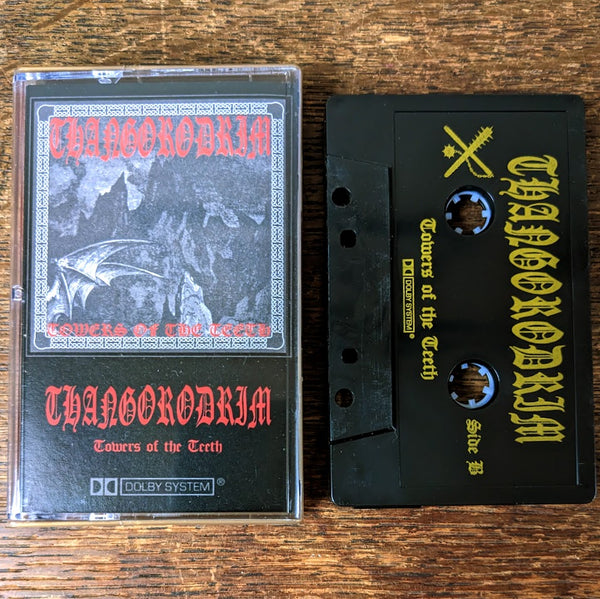 THANGORODRIM
TOWERS OF THE TEETH
THANGORODRIM
Towers of the Teeth
DOLBY SYSTEM®
THANGORODRIM
Towers of the Teeth
DOLBY SYSTEM®
Side B